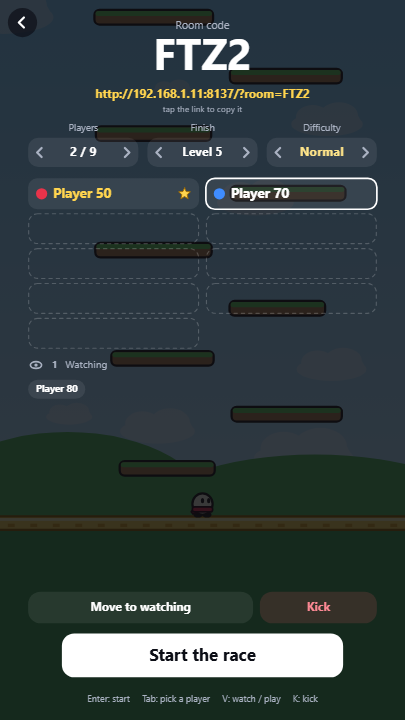 Room code
FTZ2
http://192.168.1.11:8137/?room=FTZ2
tap the link to copy it
Players Finish Difficulty
2 / 9 Level 5 Normal
Player 50 Player 70
1 Watching
Player 80
Move to watching Kick
Start the race
Enter: start Tab: pick a player V: watch / play K: kick